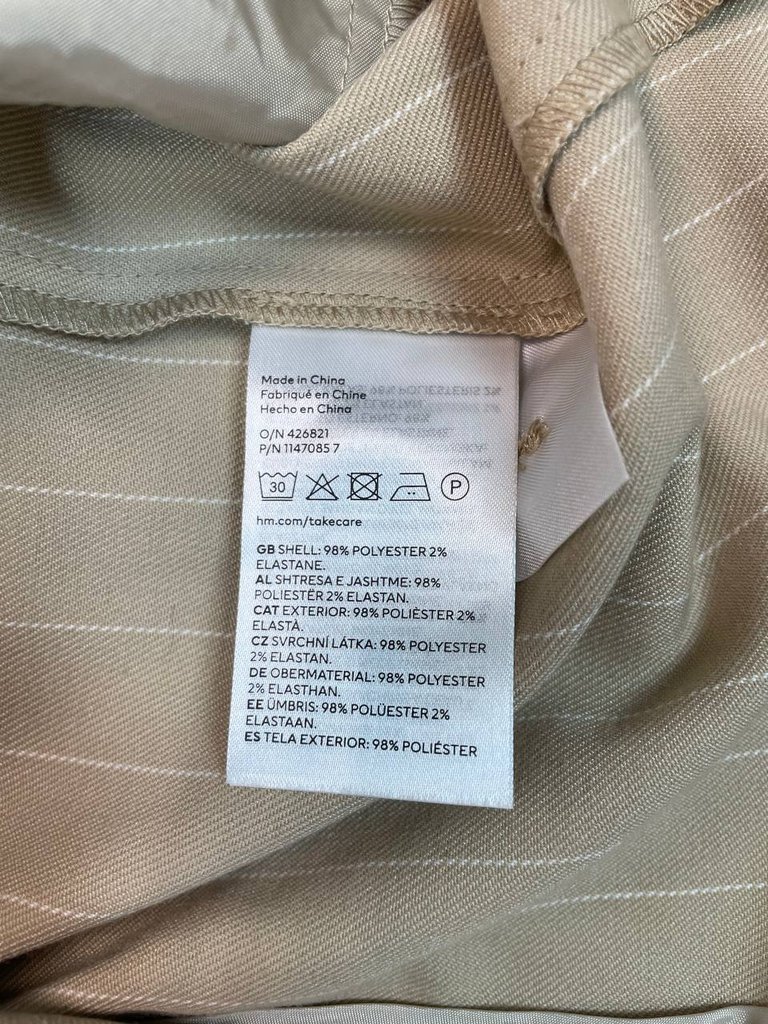 Made in China
Fabriqué en Chine
Hecho en China
O/N 426821
P/N 1147085 7
30
P
hm.com/takecare
GB SHELL: 98% POLYESTER 2%
ELASTANE.
AL SHTRESA E JASHTME: 98%
POLIESTËR 2% ELASTAN.
CAT EXTERIOR: 98% POLIÈSTER 2%
ELASTÀ.
CZ SVRCHNÍ LÁTKA: 98% POLYESTER
2% ELASTAN.
DE OBERMATERIAL: 98% POLYESTER
2% ELASTHAN.
EE ÜMBRIS: 98% POLÜESTER 2%
ELASTAAN.
ES TELA EXTERIOR: 98% POLIÉSTER